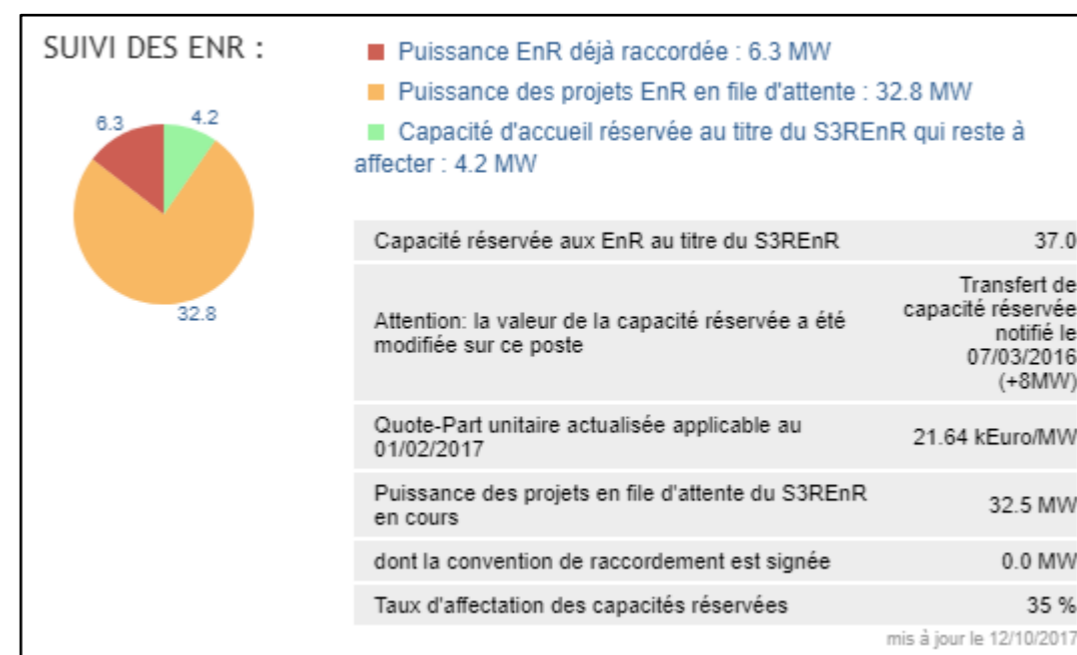 SUIVI DES ENR :
Puissance EnR déjà raccordée : 6.3 MW
Puissance des projets EnR en file d'attente : 32.8 MW
Capacité d'accueil réservée au titre du S3REnR qui reste à
affecter : 4.2 MW
6.3
4.2
32.8
Capacité réservée aux EnR au titre du S3REnR 37.0
Attention: la valeur de la capacité réservée a été
modifiée sur ce poste
Transfert de
capacité réservée
notifié le
07/03/2016
(+8MW)
Quote-Part unitaire actualisée applicable au
01/02/2017
21.64 kEuro/MW
Puissance des projets en file d'attente du S3REnR
en cours
32.5 MW
dont la convention de raccordement est signée 0.0 MW
Taux d'affectation des capacités réservées 35 %
mis à jour le 12/10/2017